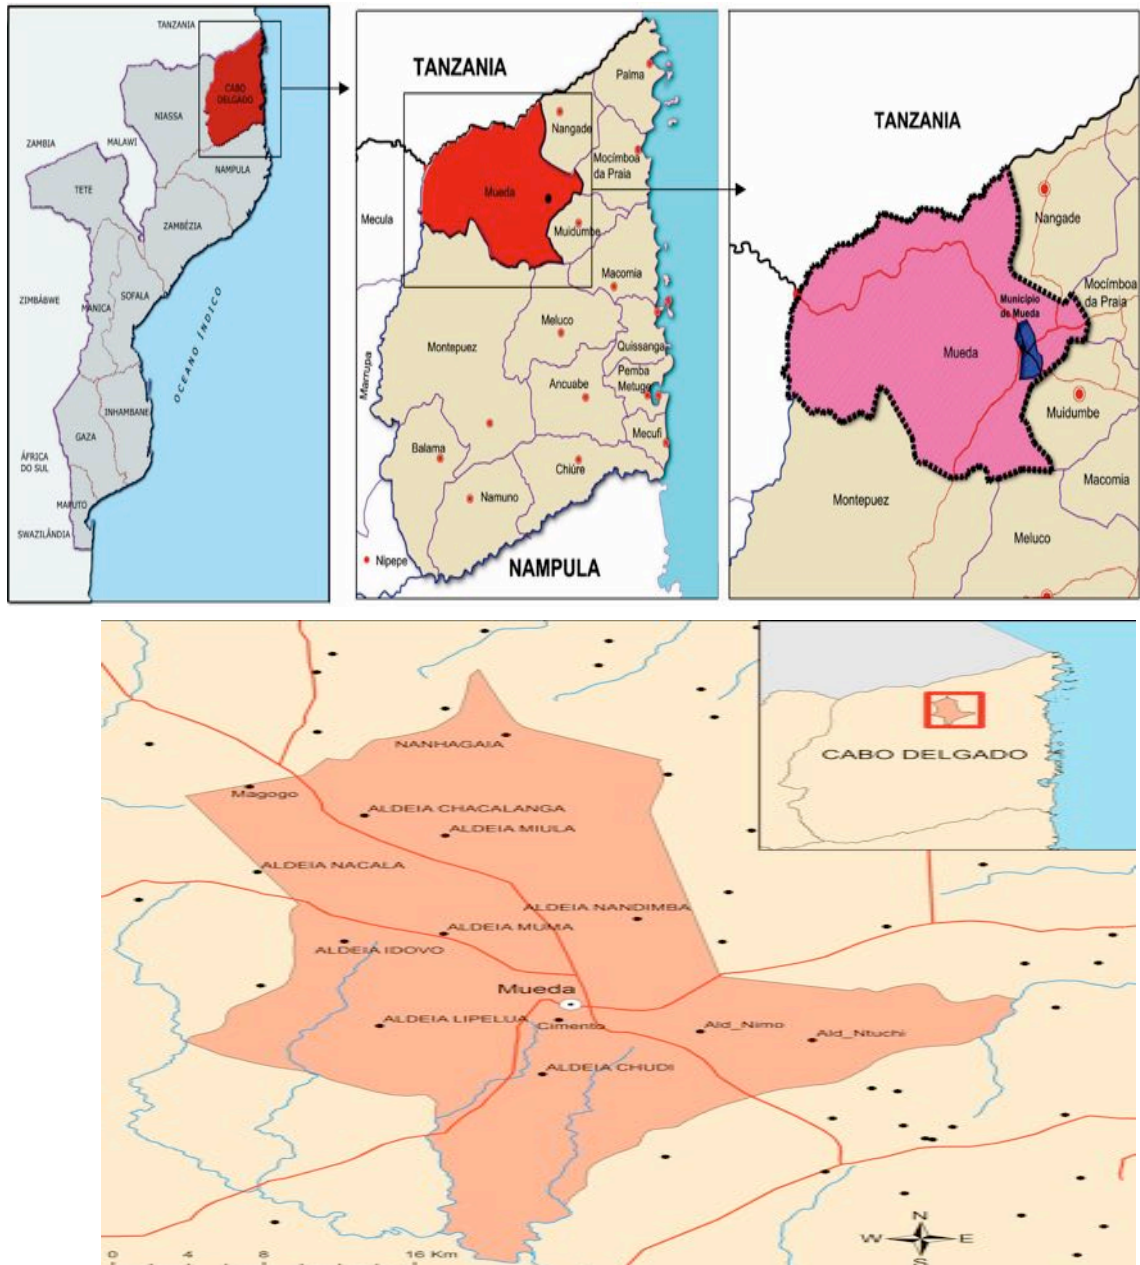 TANZANIA
CABO
DELGADO
NIASSA
ZAMBIA
MALAWI
NAMPULA
TETE
ZAMBÉZIA
ZIMBÁBWE
MANICA
SOFALA
OCEANO ÍNDICO
INHAMBANE
GAZA
ÁFRICA
DO SUL
MAPUTO
SWAZILÂNDIA
TANZANIA
Palma
Nangade
Mocímboa
da Praia
Mueda
Mecula
Muidumbe
Macomia
Meluco
Montepuez
Quissanga
Marrupa
Pemba
Metuge
Ancuabe
Mecufi
Balama
Chiúre
Namuno
Nipepe
NAMPULA
TANZANIA
Nangade
Mocímboa
da Praia
Município
de Mueda
Mueda
Muidumbe
Macomia
Montepuez
Meluco
CABO DELGADO
NANHAGAIA
Magogo
ALDEIA CHACALANGA
ALDEIA MIULA
ALDEIA NACALA
ALDEIA NANDIMBA
ALDEIA MUMA
ALDEIA IDOVO
Mueda
ALDEIA LIPELUA
Cimento
Ald_Nimo
Ald_Ntuchi
ALDEIA CHUDI
N
W E
S
0 4 8 16 Km